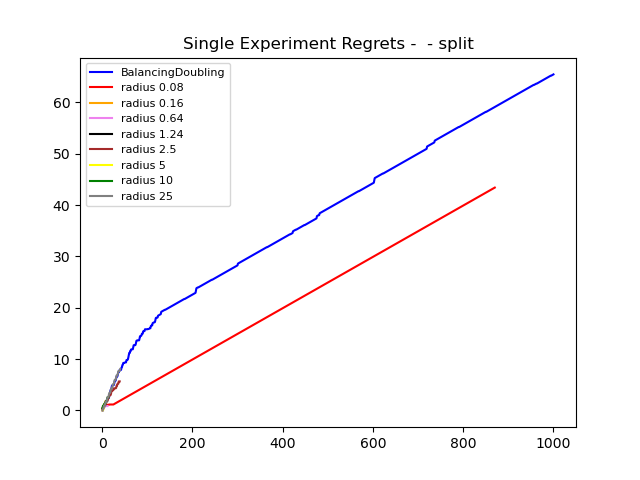 Single Experiment Regrets -  - split
BalancingDoubling
radius 0.08
radius 0.16
radius 0.64
radius 1.24
radius 2.5
radius 5
radius 10
radius 25
60
50
40
30
20
10
0
0 200 400 600 800 1000